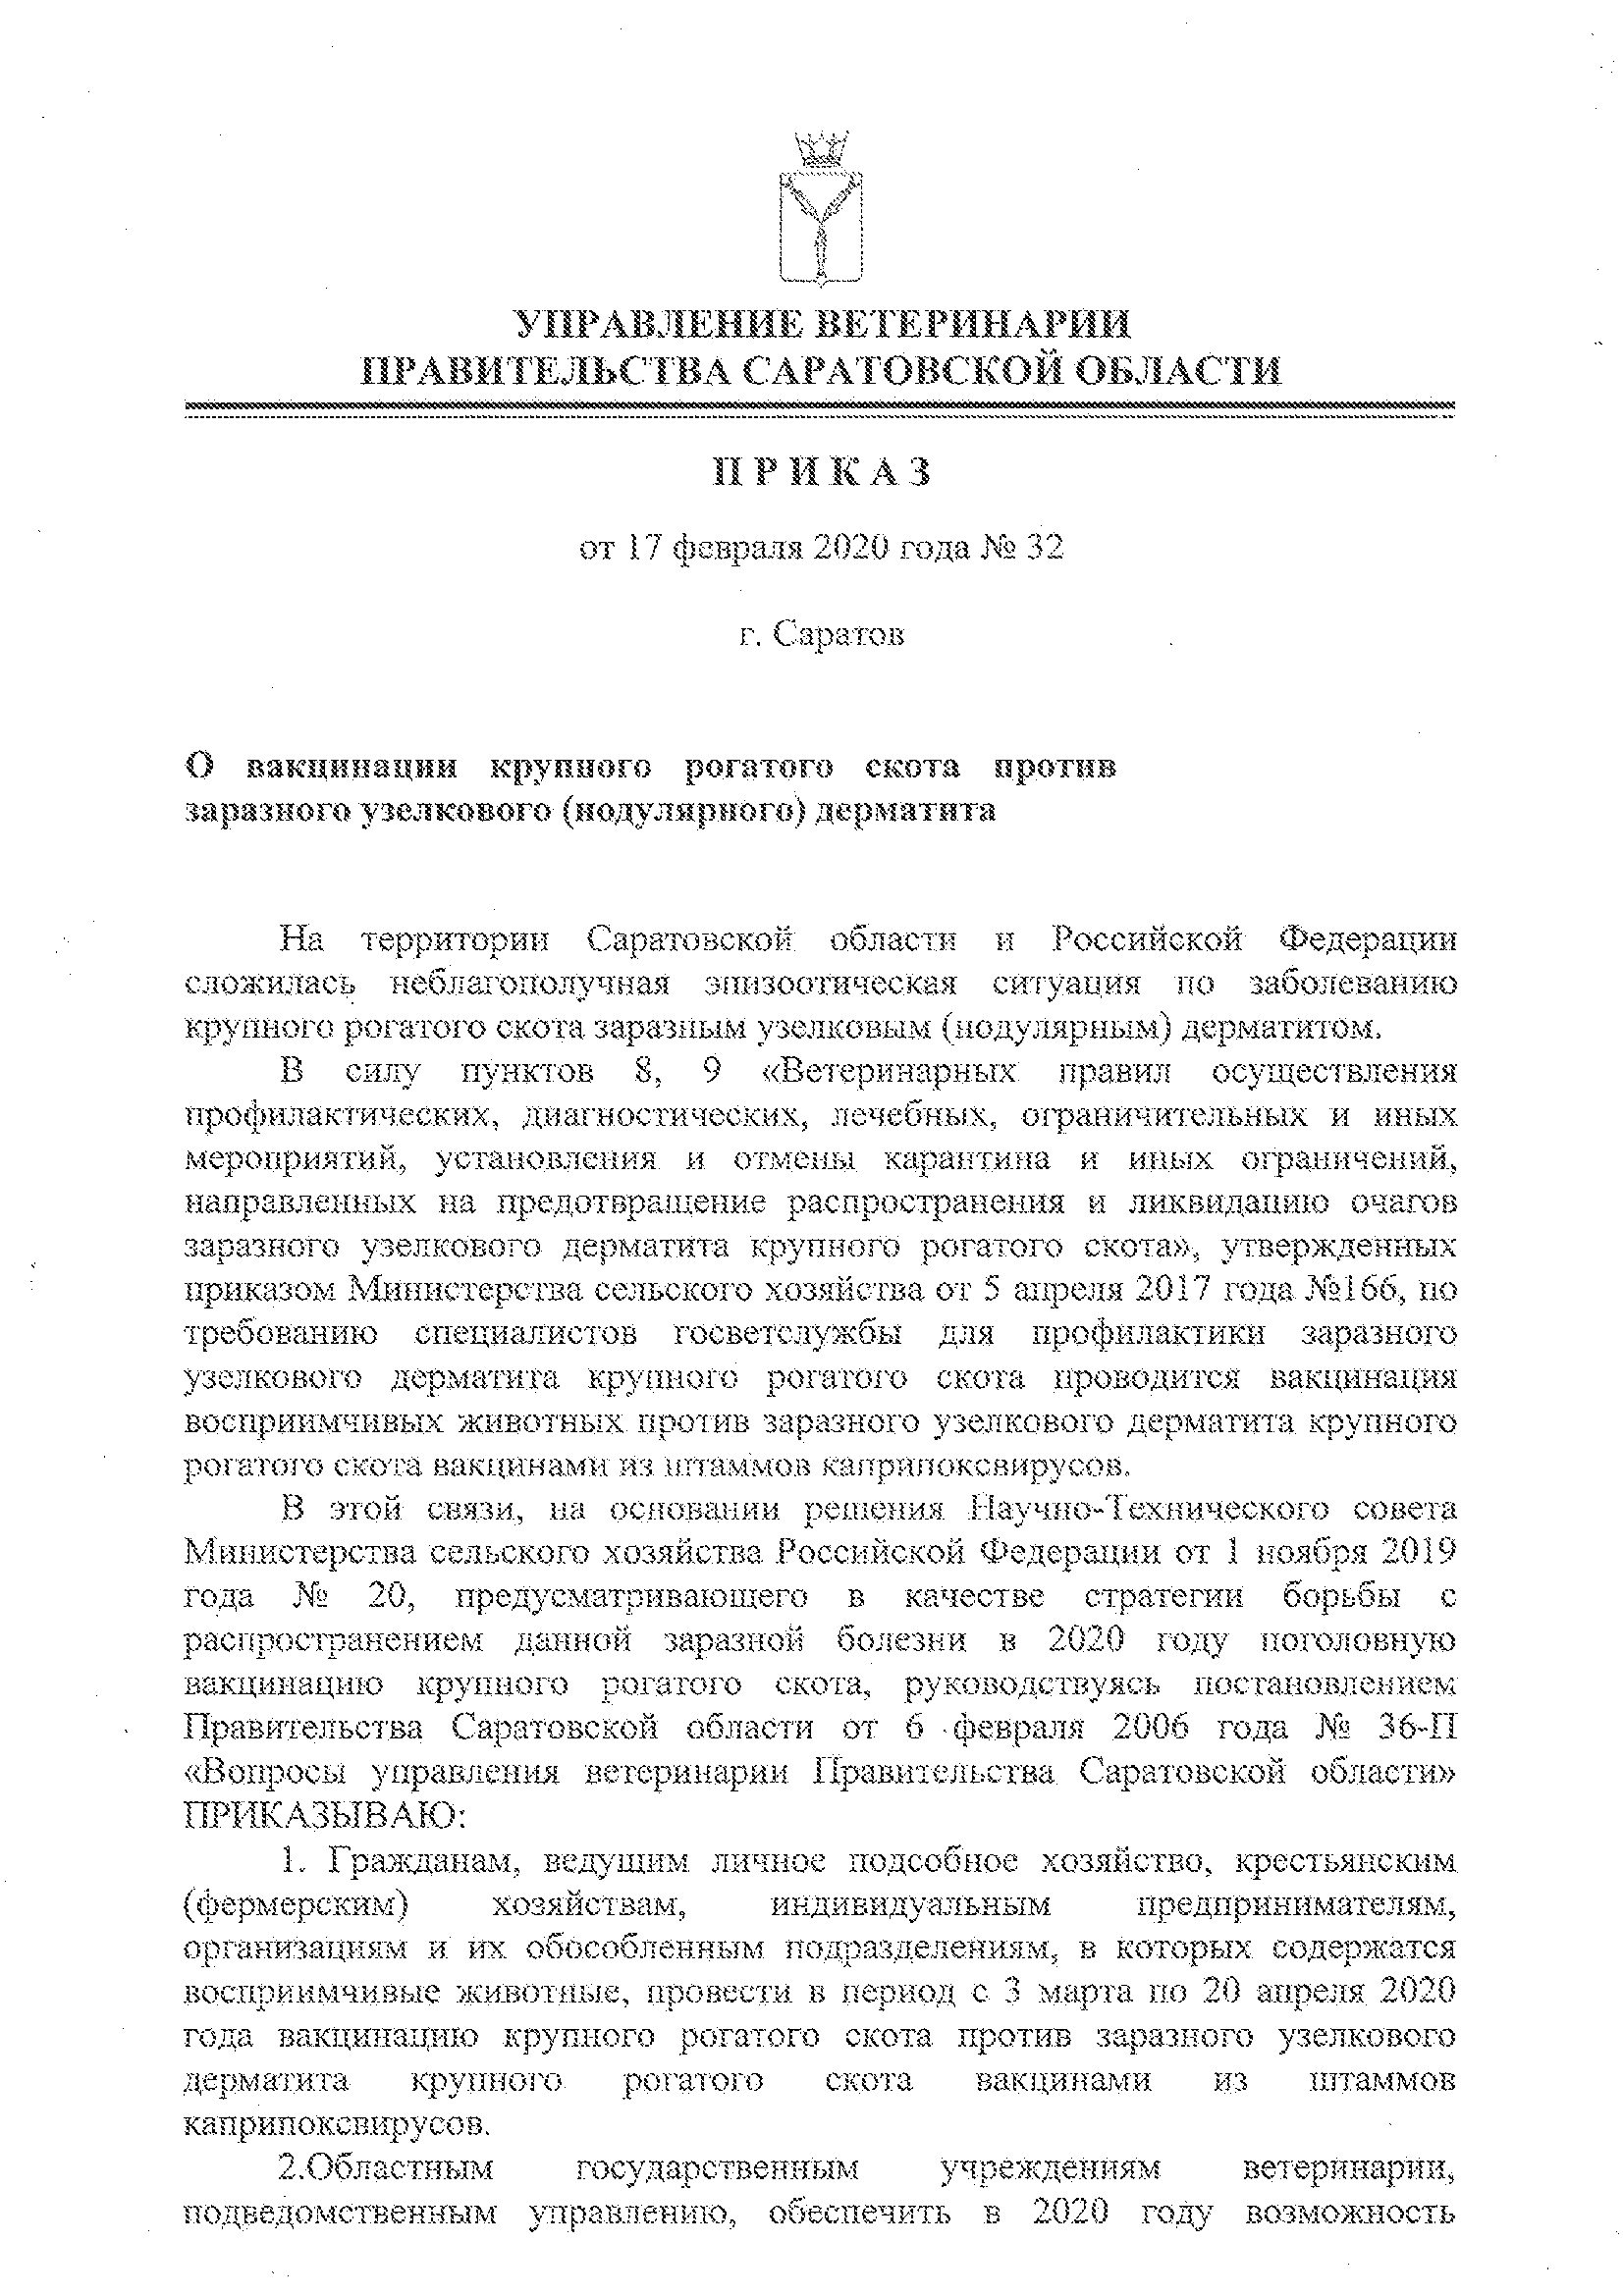 УПРАВЛЕНИЕ ВЕТЕРИНАРИИ
ПРАВИТЕЛЬСТВА САРАТОВСКОЙ ОБЛАСТИ
П Р И К А З
от 17 февраля 2020 года № 32
г. Саратов
О вакцинации крупного рогатого скота против
заразного узелкового (нодулярного) дерматита
На территории Саратовской области и Российской Федерации
сложилась неблагополучная эпизоотическая ситуация по заболеванию
крупного рогатого скота заразным узелковым (нодулярным) дерматитом.
В силу пунктов 8, 9 «Ветеринарных правил осуществления
профилактических, диагностических, лечебных, ограничительных и иных
мероприятий, установления и отмены карантина и иных ограничений,
направленных на предотвращение распространения и ликвидацию очагов
заразного узелкового дерматита крупного рогатого скота», утвержденных
приказом Министерства сельского хозяйства от 5 апреля 2017 года №166, по
требованию специалистов госветслужбы для профилактики заразного
узелкового дерматита крупного рогатого скота проводится вакцинация
восприимчивых животных против заразного узелкового дерматита крупного
рогатого скота вакцинами из штаммов каприпоксвирусов.
В этой связи, на основании решения Научно-Технического совета
Министерства сельского хозяйства Российской Федерации от 1 ноября 2019
года № 20, предусматривающего в качестве стратегии борьбы с
распространением данной заразной болезни в 2020 году поголовную
вакцинацию крупного рогатого скота, руководствуясь постановлением
Правительства Саратовской области от 6 февраля 2006 года № 36-П
«Вопросы управления ветеринарии Правительства Саратовской области»
ПРИКАЗЫВАЮ:
1. Гражданам, ведущим личное подсобное хозяйство, крестьянским
(фермерским) хозяйствам, индивидуальным предпринимателям,
организациям и их обособленным подразделениям, в которых содержатся
восприимчивые животные, провести в период с 3 марта по 20 апреля 2020
года вакцинацию крупного рогатого скота против заразного узелкового
дерматита крупного рогатого скота вакцинами из штаммов
каприпоксвирусов.
2.Областным государственным учреждениям ветеринарии,
подведомственным управлению, обеспечить в 2020 году возможность